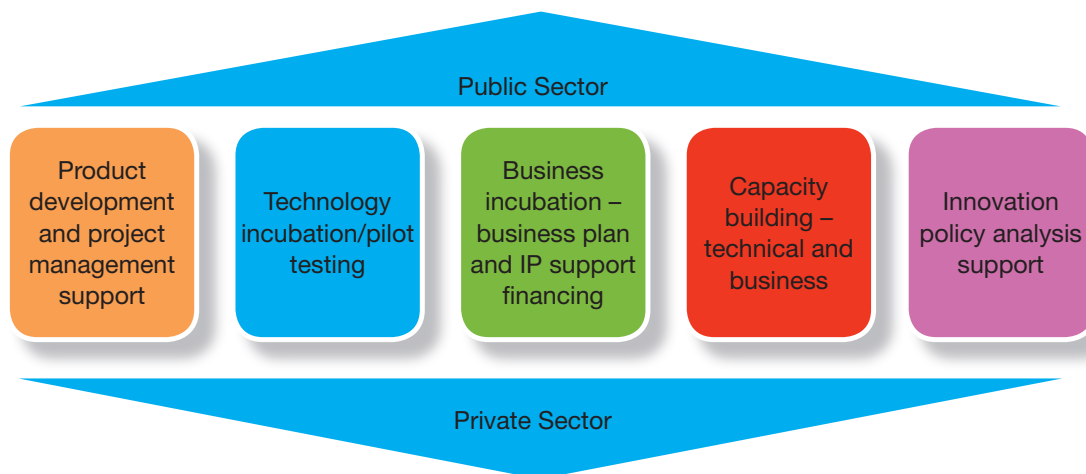 Public Sector
Product
development
and project
management
support
Technology
incubation/pilot
testing
Business
incubation –
business plan
and IP support
financing
Capacity
building –
technical and
business
Innovation
policy analysis
support
Private Sector